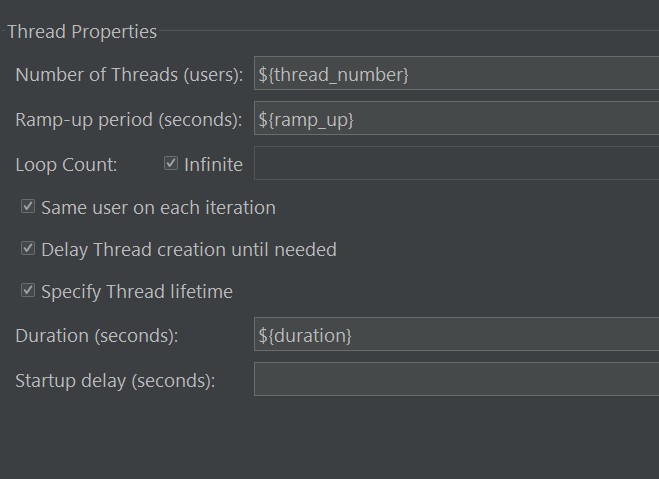 Thread Properties
Number of Threads (users): ${thread_number}
Ramp-up period (seconds): ${ramp_up}
Loop Count: Infinite
Same user on each iteration
Delay Thread creation until needed
Specify Thread lifetime
Duration (seconds): ${duration}
Startup delay (seconds):